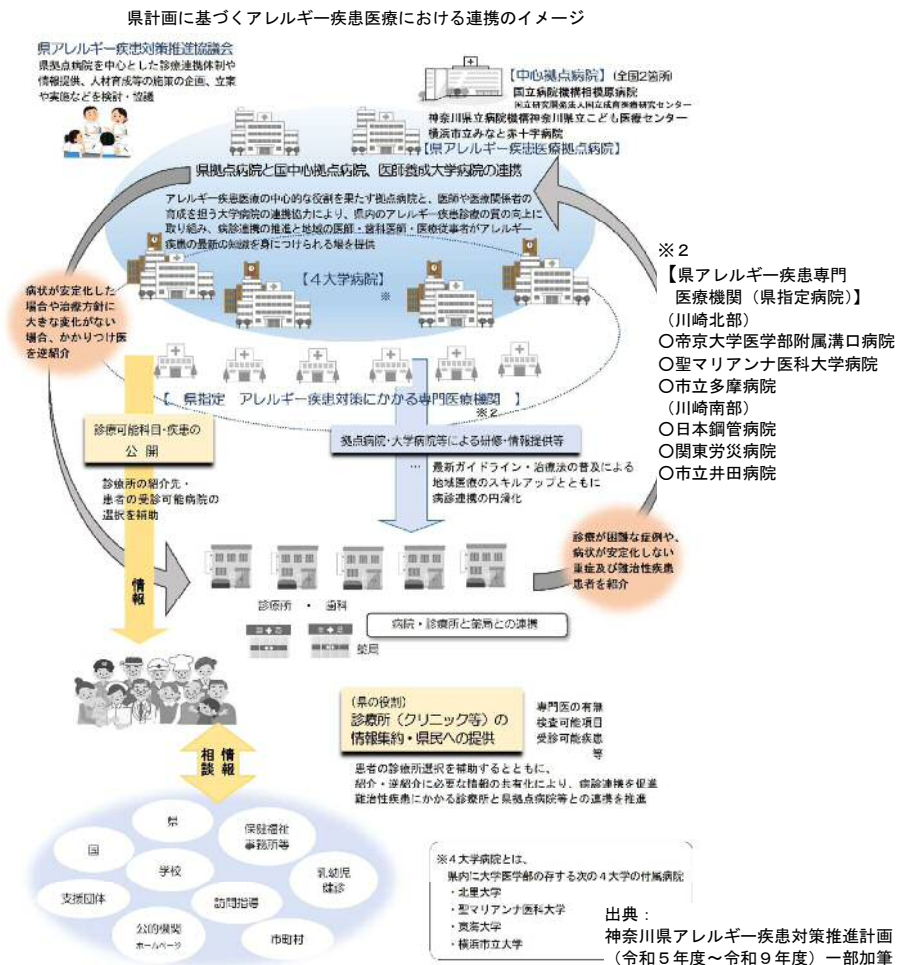 県計画に基づくアレルギー疾患医療における連携のイメージ
県アレルギー疾患対策推進協議会
県拠点病院を中心とした診療連携体制や
情報提供、人材育成等の施策の企画、立案
や実施などを検討・協議
【中心拠点病院】(全国2箇所)
国立病院機構相模原病院
国立研究開発法人国立成育医療研究センター
神奈川県立病院機構神奈川県立こども医療センター
横浜市立みなと赤十字病院
【県アレルギー疾患医療拠点病院】
県拠点病院と国中心拠点病院、医師養成大学病院の連携
アレルギー疾患医療の中心的な役割を果たす拠点病院と、医師や医療関係者の
育成を担う大学病院の連携協力により、県内のアレルギー疾患診療の質の向上に
取り組み、病診連携の推進と地域の医師・歯科医師・医療従事者がアレルギー
疾患の最新の知識を身につけられる場を提供
【4大学病院】
※
病状が安定化した
場合や治療方針に
大きな変化がない
場合、かかりつけ医
を逆紹介
【 県指定 アレルギー疾患対策にかかる専門医療機関 】
※2
診療可能科目・疾患の
公 開
診療所の紹介先・
患者の受診可能病院の
選択を補助
拠点病院・大学病院等による研修・情報提供等
… 最新ガイドライン・治療法の普及による
地域医療のスキルアップとともに
病診連携の円滑化
※2
【県アレルギー疾患専門
医療機関(県指定病院)】
(川崎北部)
○帝京大学医学部附属溝口病院
○聖マリアンナ医科大学病院
○市立多摩病院
(川崎南部)
○日本鋼管病院
○関東労災病院
○市立井田病院
診療が困難な症例や、
病状が安定化しない
重症及び難治性疾患
患者を紹介
情報
診療所 ・ 歯科
病院・診療所と薬局との連携
薬局
(県の役割)
診療所(クリニック等)の
情報集約・県民への提供
専門医の有無
検査可能項目
受診可能疾患
等
患者の診療所選択を補助するとともに、
紹介・逆紹介に必要な情報の共有化により、病診連携を促進
難治性疾患にかかる診療所と県拠点病院等との連携を推進
相談
情報
県
保健福祉
事務所等
国
学校
乳幼児
健診
支援団体
訪問指導
公的機関
ホームページ
市町村
※4大学病院とは、
県内に大学医学部の存する次の4大学の付属病院
・北里大学
・聖マリアンナ医科大学
・東海大学
・横浜市立大学
出典:
神奈川県アレルギー疾患対策推進計画
(令和5年度~令和9年度)一部加筆